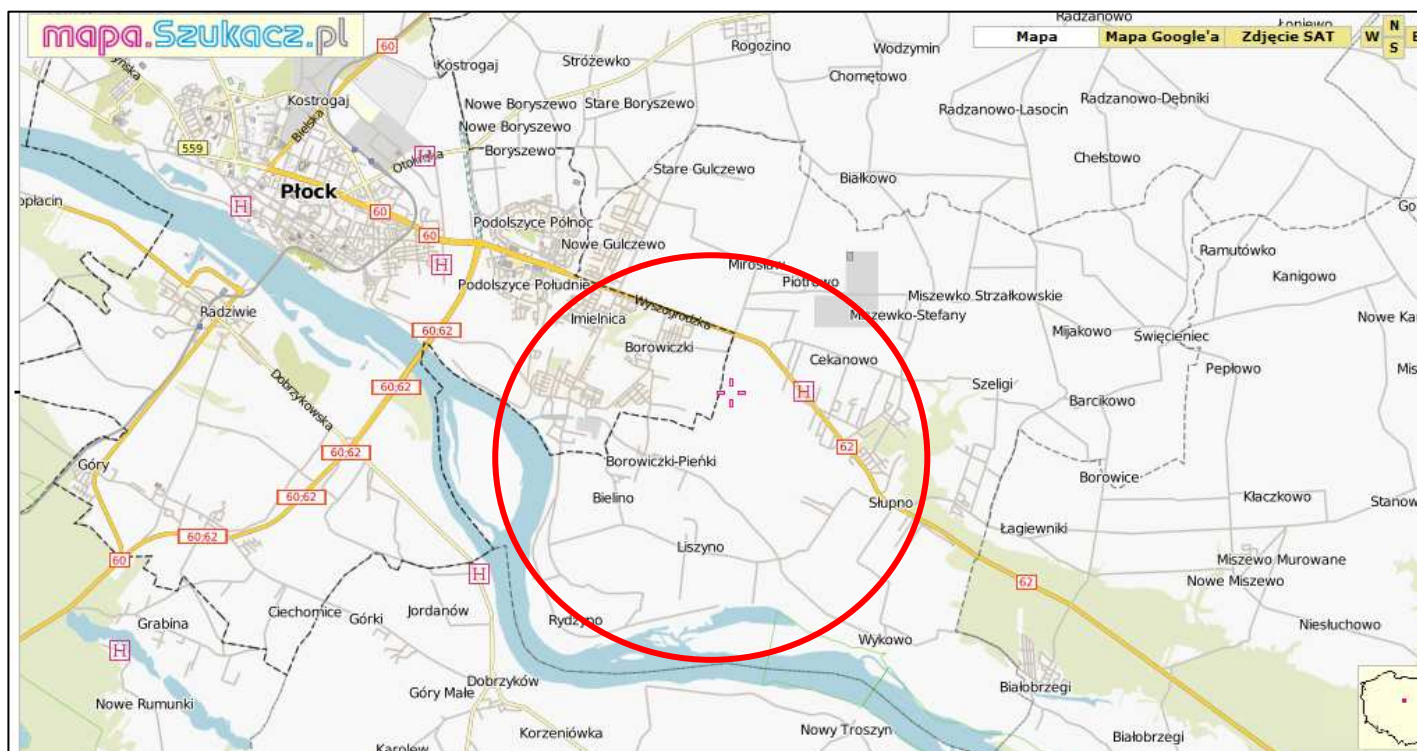 mapa.Szukacz.pl
Mapa
Mapa Google'a
Zdjęcie SAT
N
W
S
Radzanowo
Łoniewo
60
Kostrogaj
Stróżewko
Rogozino
Wodzymin
Chomętowo
Kostrogaj
Nowe Boryszewo
Stare Boryszewo
Radzanowo-Lasocin
Radzanowo-Dębniki
Bielska
Nowe Boryszewo
559
Otolińska
H
Boryszewo
Chełstowo
Stare Gulczewo
Białkowo
Płock
H
60
60
Podolszyce Północ
Nowe Gulczewo
Ramutówko
H
Mirosław
Kanigowo
Podolszyce Południe
Piotrowo
Miszewko Strzałkowskie
Wyszogrodzka
Radziwie
Imielnica
Miszewko-Stefany
60;62
Mijakowo
Święcieniec
Borowiczki
Cekanowo
Pepłowo
60;62
H
Szeligi
Dobrzykowska
Barcikowo
60;62
62
Góry
Borowiczki-Pieńki
Borowice
60;62
Bielino
Słupno
Kłaczkowo
60;62
Łagiewniki
60
Liszyno
Miszewo Murowane
H
62
Nowe Miszewo
Ciechomice
Górki
Jordanów
Rydzyno
Grabina
Niesłuchowo
H
Wykowo
Dobrzyków
Białobrzegi
Góry Małe
Nowe Rumunki
Nowy Troszyn
Korzeniówka
Białobrzegi
Karolew